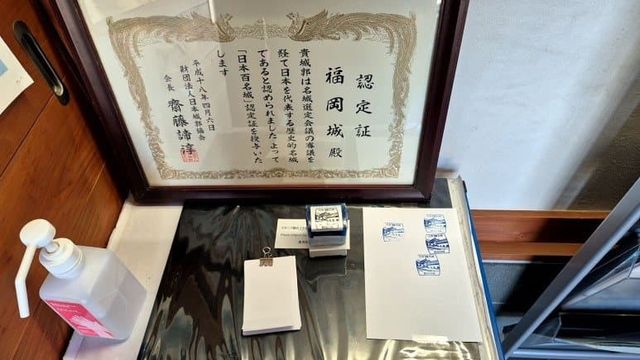 認定証
福岡城殿
貴城郭は名城選定会議の審議を
経て日本を代表する歴史的名城
であると認められましたよって
「日本百名城」認定証を授与いた
します
平成十八年四月六日
財団法人日本城郭協会
会長 齋藤諸淳